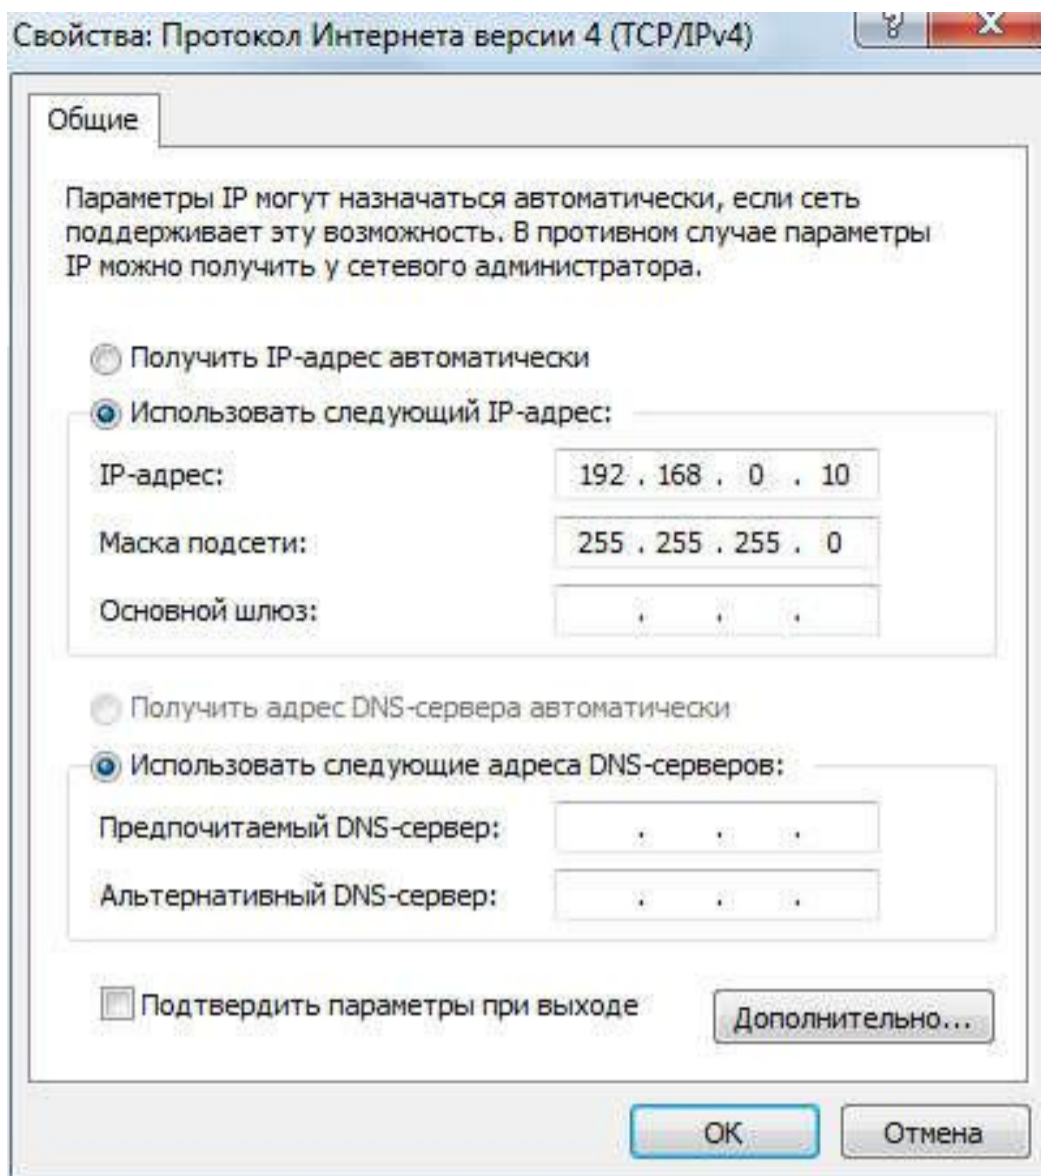 Свойства: Протокол Интернета версии 4 (TCP/IPv4)
?
X
Общие
Параметры IP могут назначаться автоматически, если сеть
поддерживает эту возможность. В противном случае параметры
IP можно получить у сетевого администратора.
Получить IP-адрес автоматически
Использовать следующий IP-адрес:
IP-адрес: 192 . 168 . 0 . 10
Маска подсети: 255 . 255 . 255 . 0
Основной шлюз: . . .
Получить адрес DNS-сервера автоматически
Использовать следующие адреса DNS-серверов:
Предпочитаемый DNS-сервер: . . .
Альтернативный DNS-сервер: . . .
Подтвердить параметры при выходе
Дополнительно...
ОК Отмена